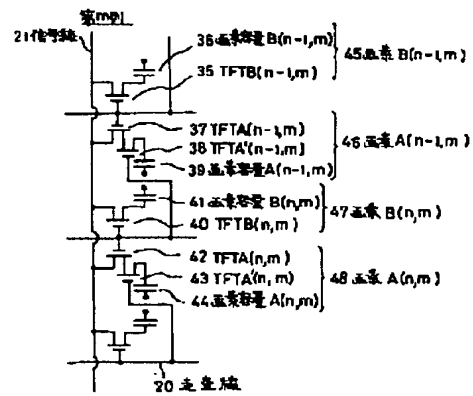 第m列
21信号線
36画素容量B(n-1,m)
35 TFTB(n-1,m)
45画素B(n-1,m)
37 TFTA(n-1,m)
38 TFTA'(n-1,m)
39画素容量A(n-1,m)
46画素A(n-1,m)
41画素容量B(n,m)
40 TFTB(n,m)
47画素B(n,m)
42 TFTA(n,m)
43 TFTA'(n,m)
44画素容量A(n,m)
48画素A(n,m)
20走査線